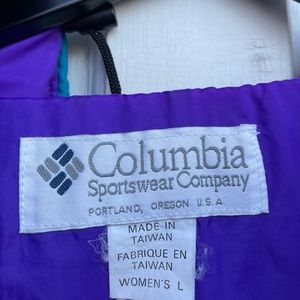 Columbia
Sportswear Company
PORTLAND, OREGON U.S.A.
MADE IN
TAIWAN
FABRIQUE EN
TAIWAN
WOMEN'S L